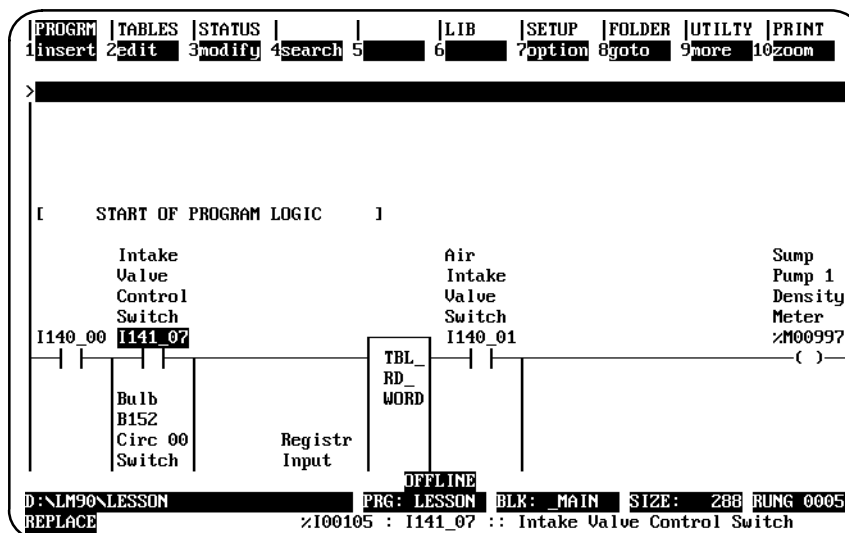 |PROGRM |TABLES |STATUS | | |LIB |SETUP |FOLDER |UTILTY |PRINT
1insert 2edit 3modify 4search 5 6 7option 8goto 9more 10zoom
>
[ START OF PROGRAM LOGIC ]
Intake Air Sump
Valve Intake Pump 1
Control Valve Density
Switch Switch Meter
I140_00 I141_07 I140_01 %M00997
TBL_ ( )
RD_
Bulb WORD
B152
Circ 00 Registr
Switch Input
OFFLINE
D:\LM90\LESSON PRG: LESSON BLK: _MAIN SIZE: 288 RUNG 0005
REPLACE %I00105 : I141_07 :: Intake Valve Control Switch